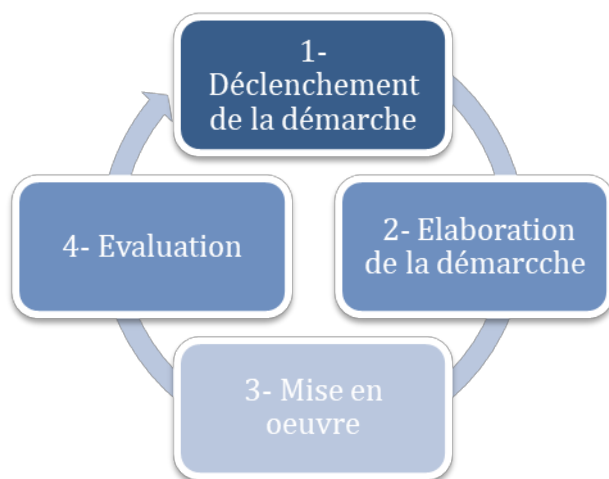 1-
Déclenchement
de la démarche
2- Elaboration
de la démarcche
3- Mise en
oeuvre
4- Evaluation